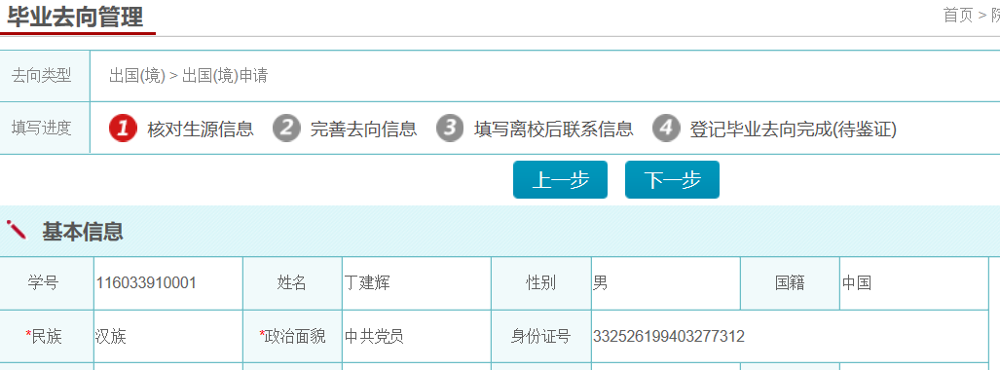 毕业去向管理
首页 > 院
去向类型 出国(境) > 出国(境)申请
填写进度 1 核对生源信息 2 完善去向信息 3 填写离校后联系信息 4 登记毕业去向完成(待鉴证)
上一步 下一步
基本信息
学号 116033910001 姓名 丁建辉 性别 男 国籍 中国
*民族 汉族 *政治面貌 中共党员 身份证号 332526199403277312